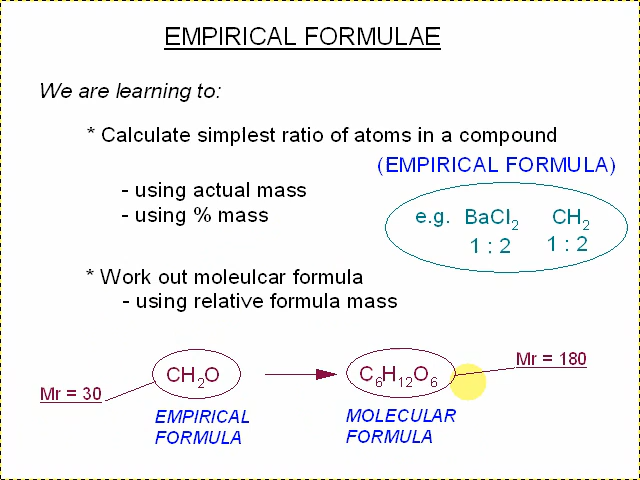 EMPIRICAL FORMULAE
We are learning to:
* Calculate simplest ratio of atoms in a compound
(EMPIRICAL FORMULA)
- using actual mass
- using % mass
e.g. BaCl₂ CH₂
1 : 2 1 : 2
* Work out moleulcar formula
- using relative formula mass
Mr = 180
CH₂O C₆H₁₂O₆
Mr = 30
EMPIRICAL FORMULA
MOLECULAR FORMULA